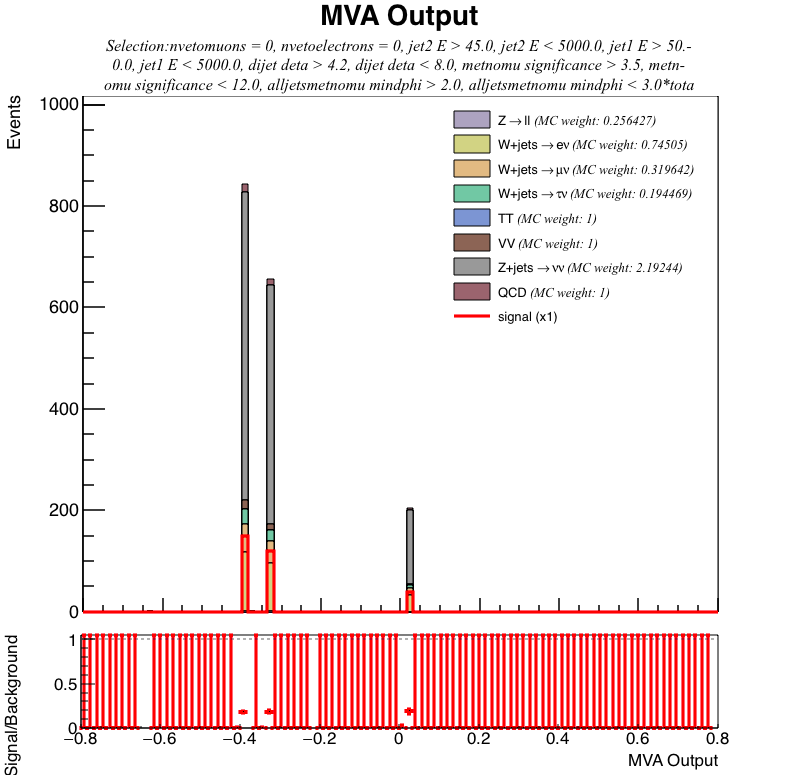 MVA Output
Selection:nvetomuons = 0, nvetoelectrons = 0, jet2 E > 45.0, jet2 E < 5000.0, jet1 E > 50.-
0.0, jet1 E < 5000.0, dijet deta > 4.2, dijet deta < 8.0, metnomu significance > 3.5, metn-
omu significance < 12.0, alljetsmetnomu mindphi > 2.0, alljetsmetnomu mindphi < 3.0*tota
Events
1000
800
600
400
200
0
Z→ll (MC weight: 0.256427)
W+jets→eν (MC weight: 0.74505)
W+jets→μν (MC weight: 0.319642)
W+jets→τν (MC weight: 0.194469)
TT (MC weight: 1)
VV (MC weight: 1)
Z+jets→νν (MC weight: 2.19244)
QCD (MC weight: 1)
signal (x1)
Signal/Background
1
0.5
0
−0.8 −0.6 −0.4 −0.2 0 0.2 0.4 0.6 0.8
MVA Output